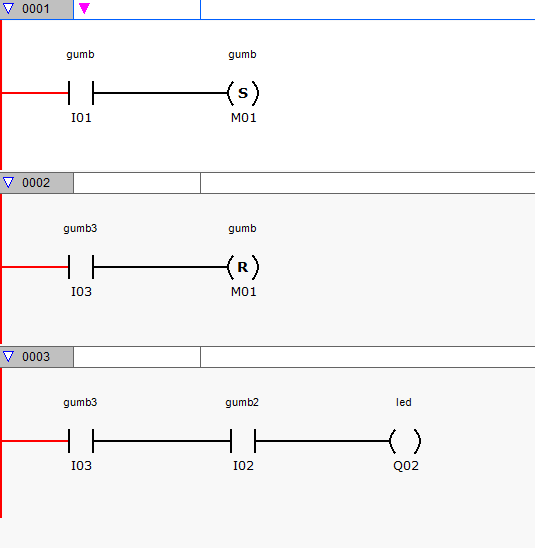 0001
gumb gumb
S
I01 M01
0002
gumb3 gumb
R
I03 M01
0003
gumb3 gumb2 led
I03 I02 Q02